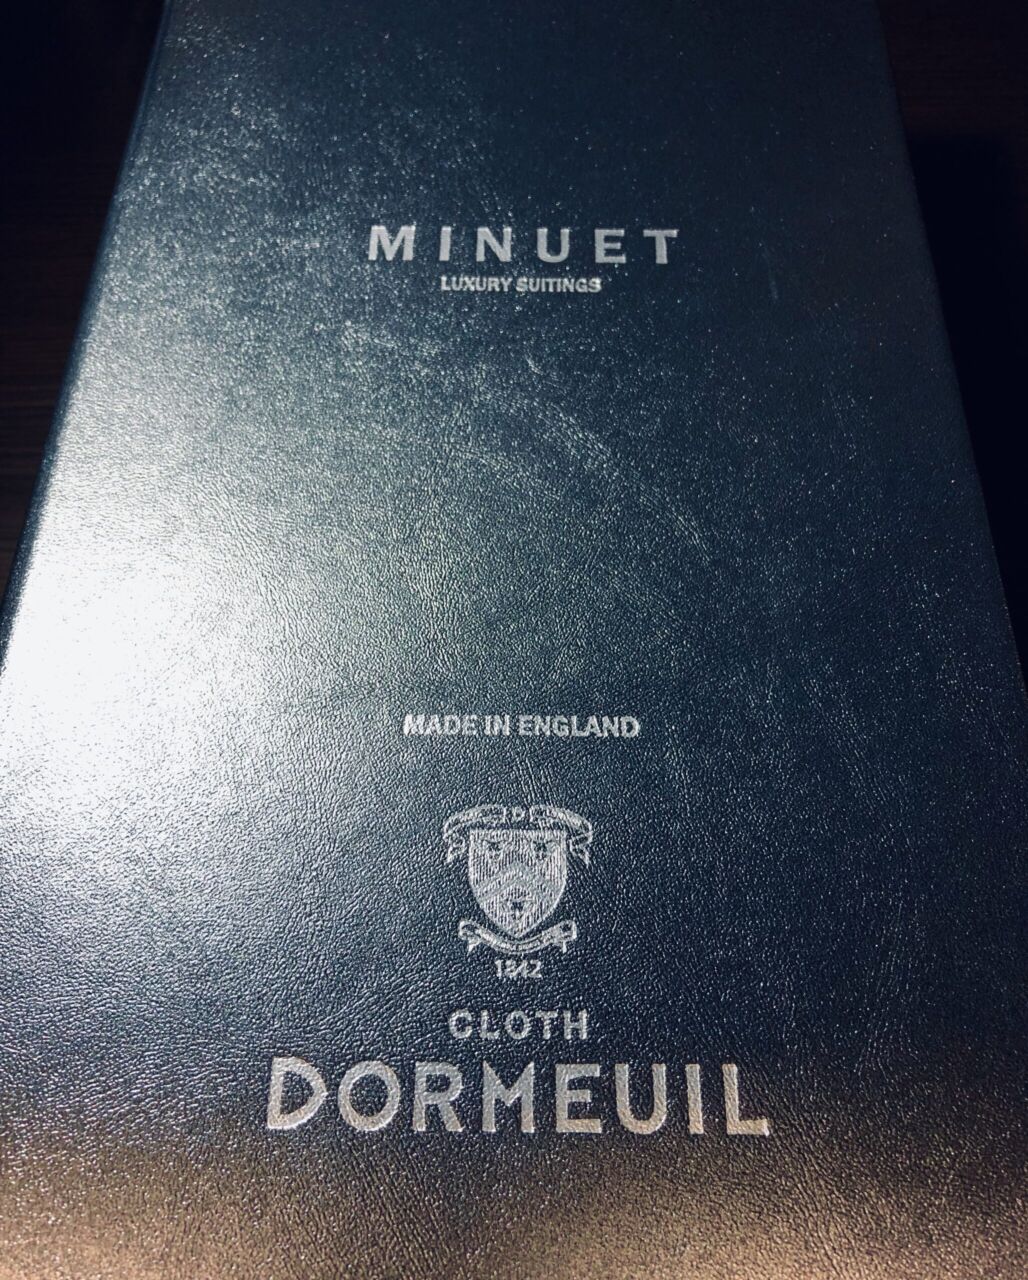 MINUET
LUXURY SUITINGS
MADE IN ENGLAND
1842
CLOTH
DORMEUIL